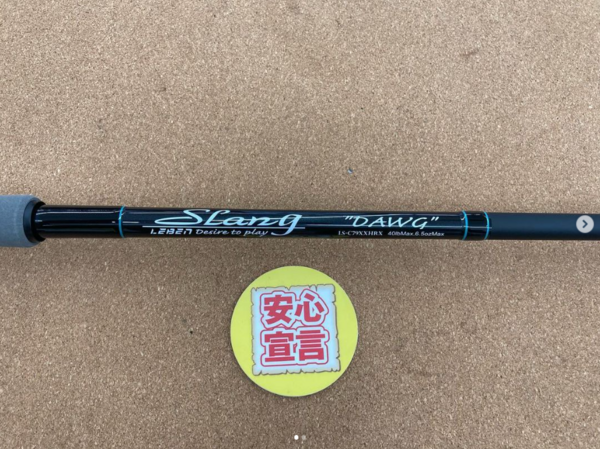 Slang "DAWG"
LEBEN Desire to play LS-C79XXHRX 40lbMax 6.5ozMax
安心
宣言